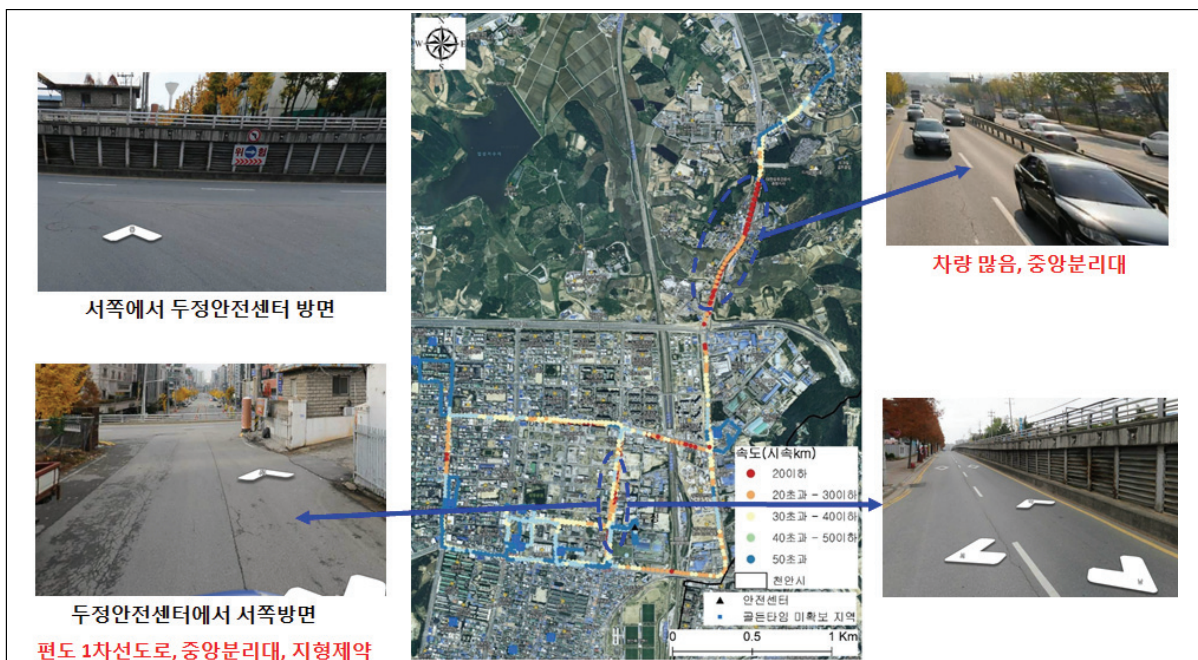 N
W
E
S
위
험
서쪽에서 두정안전센터 방면
차량 많음, 중앙분리대
두정안전센터에서 서쪽방면
편도 1차선도로, 중앙분리대, 지형제약
속도(시속km)
20이하
20초과 - 30이하
30초과 - 40이하
40초과 - 50이하
50초과
천안시
안전센터
골든타임 미확보 지역
0 0.5 1 Km